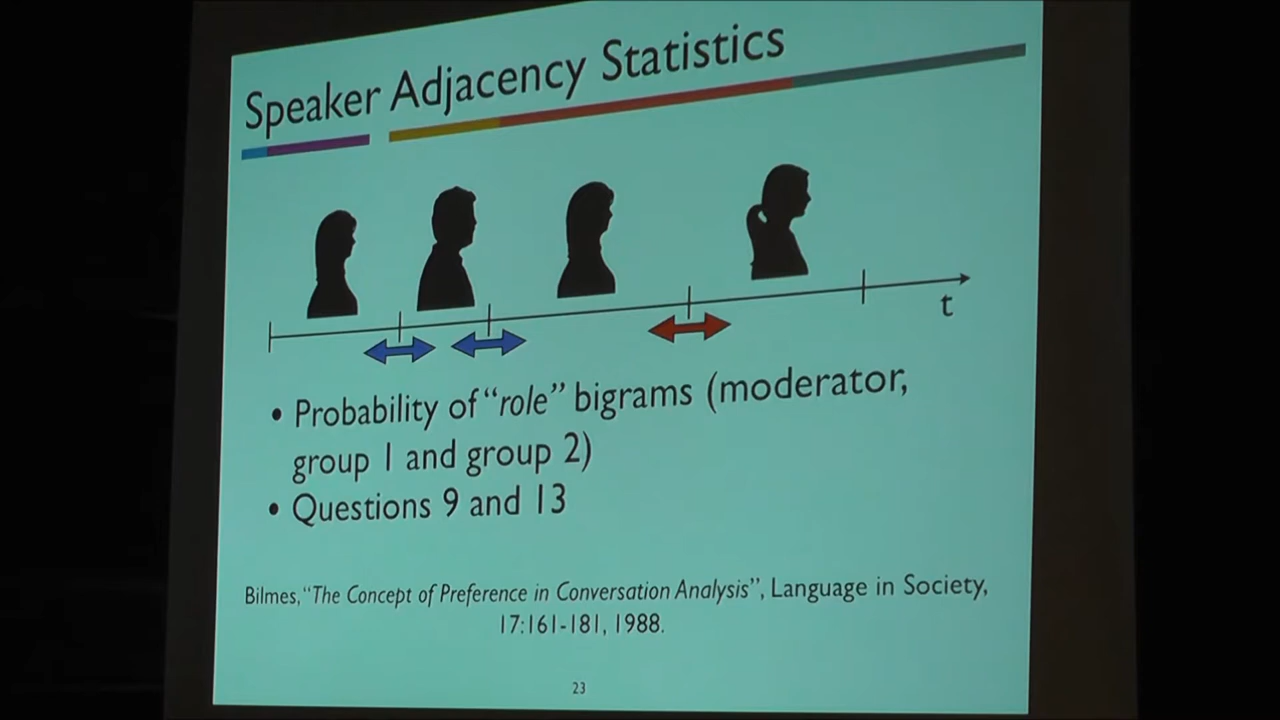 Speaker Adjacency Statistics
t
• Probability of “role” bigrams (moderator,
group 1 and group 2)
• Questions 9 and 13
Bilmes, “The Concept of Preference in Conversation Analysis”, Language in Society,
17:161-181, 1988.
23